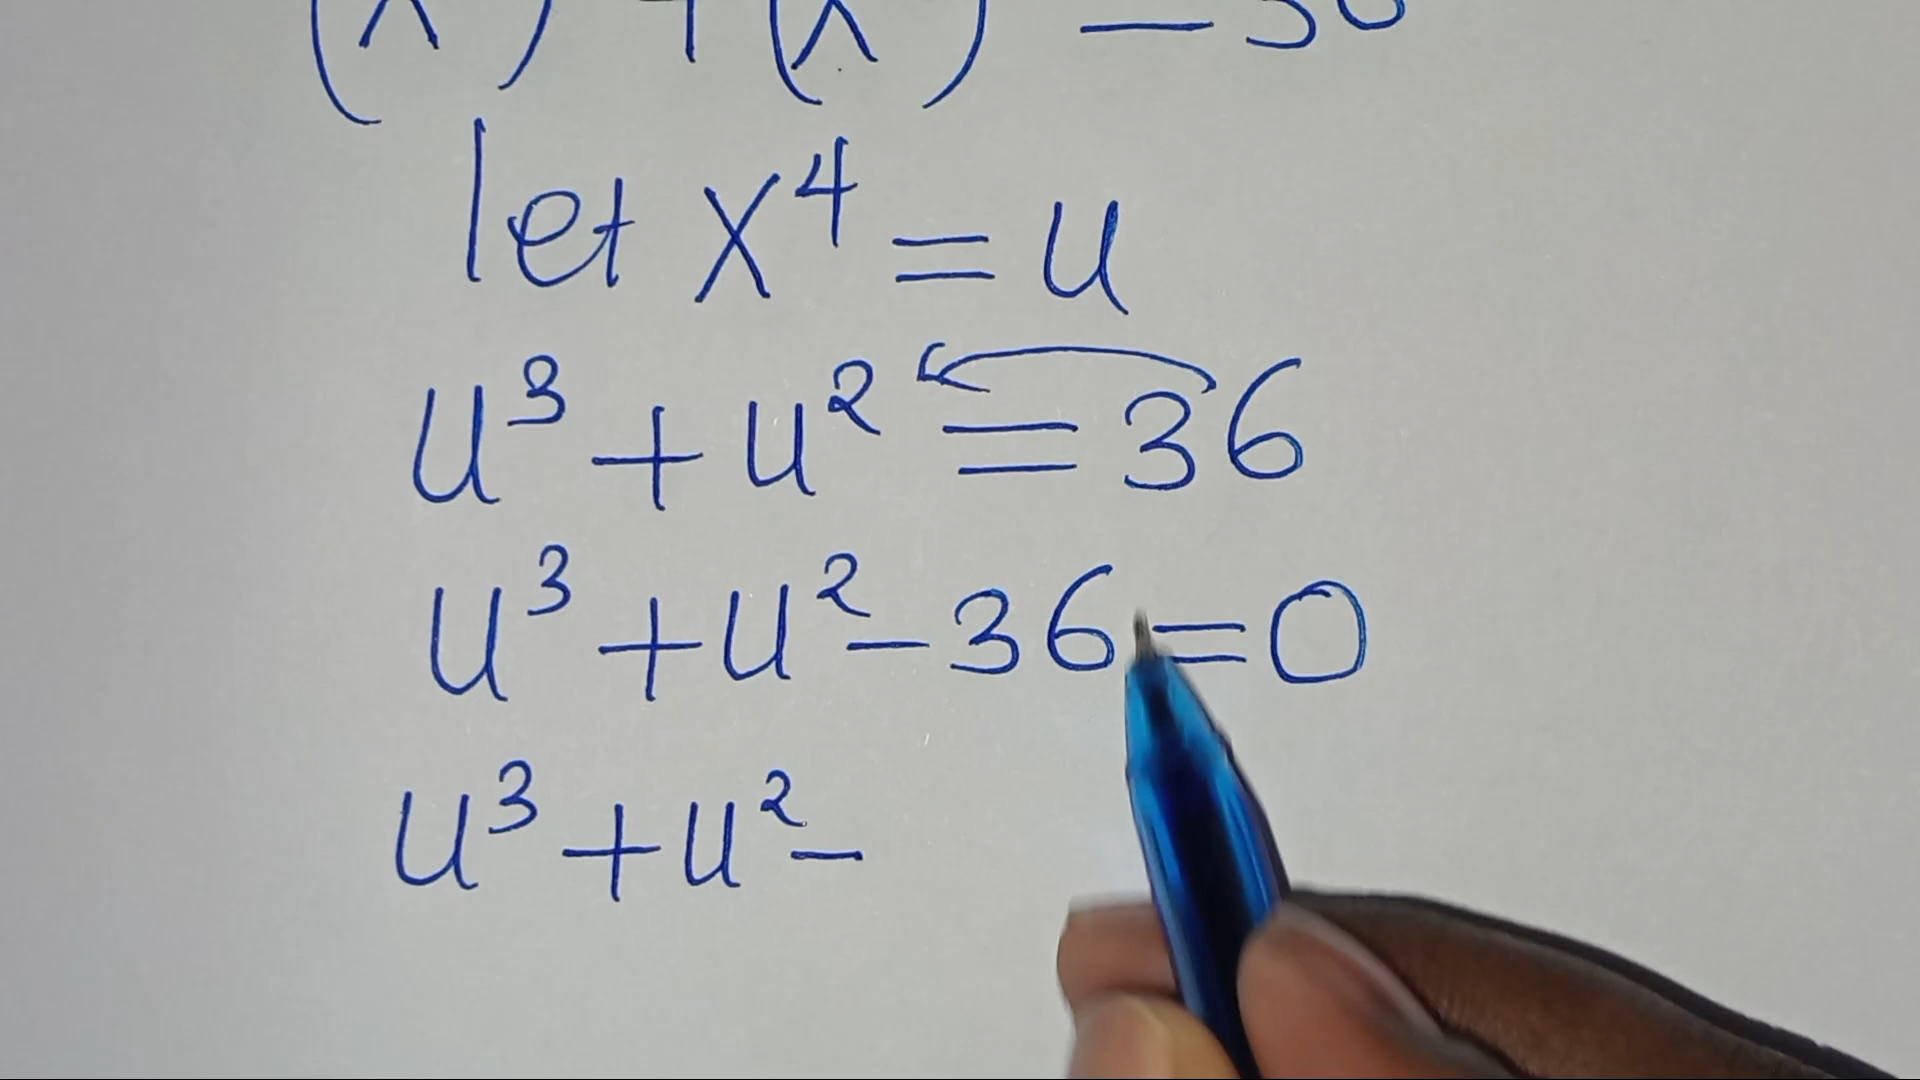 let x⁴ = u
u³ + u² = 36
u³ + u² - 36 = 0
u³ + u² -